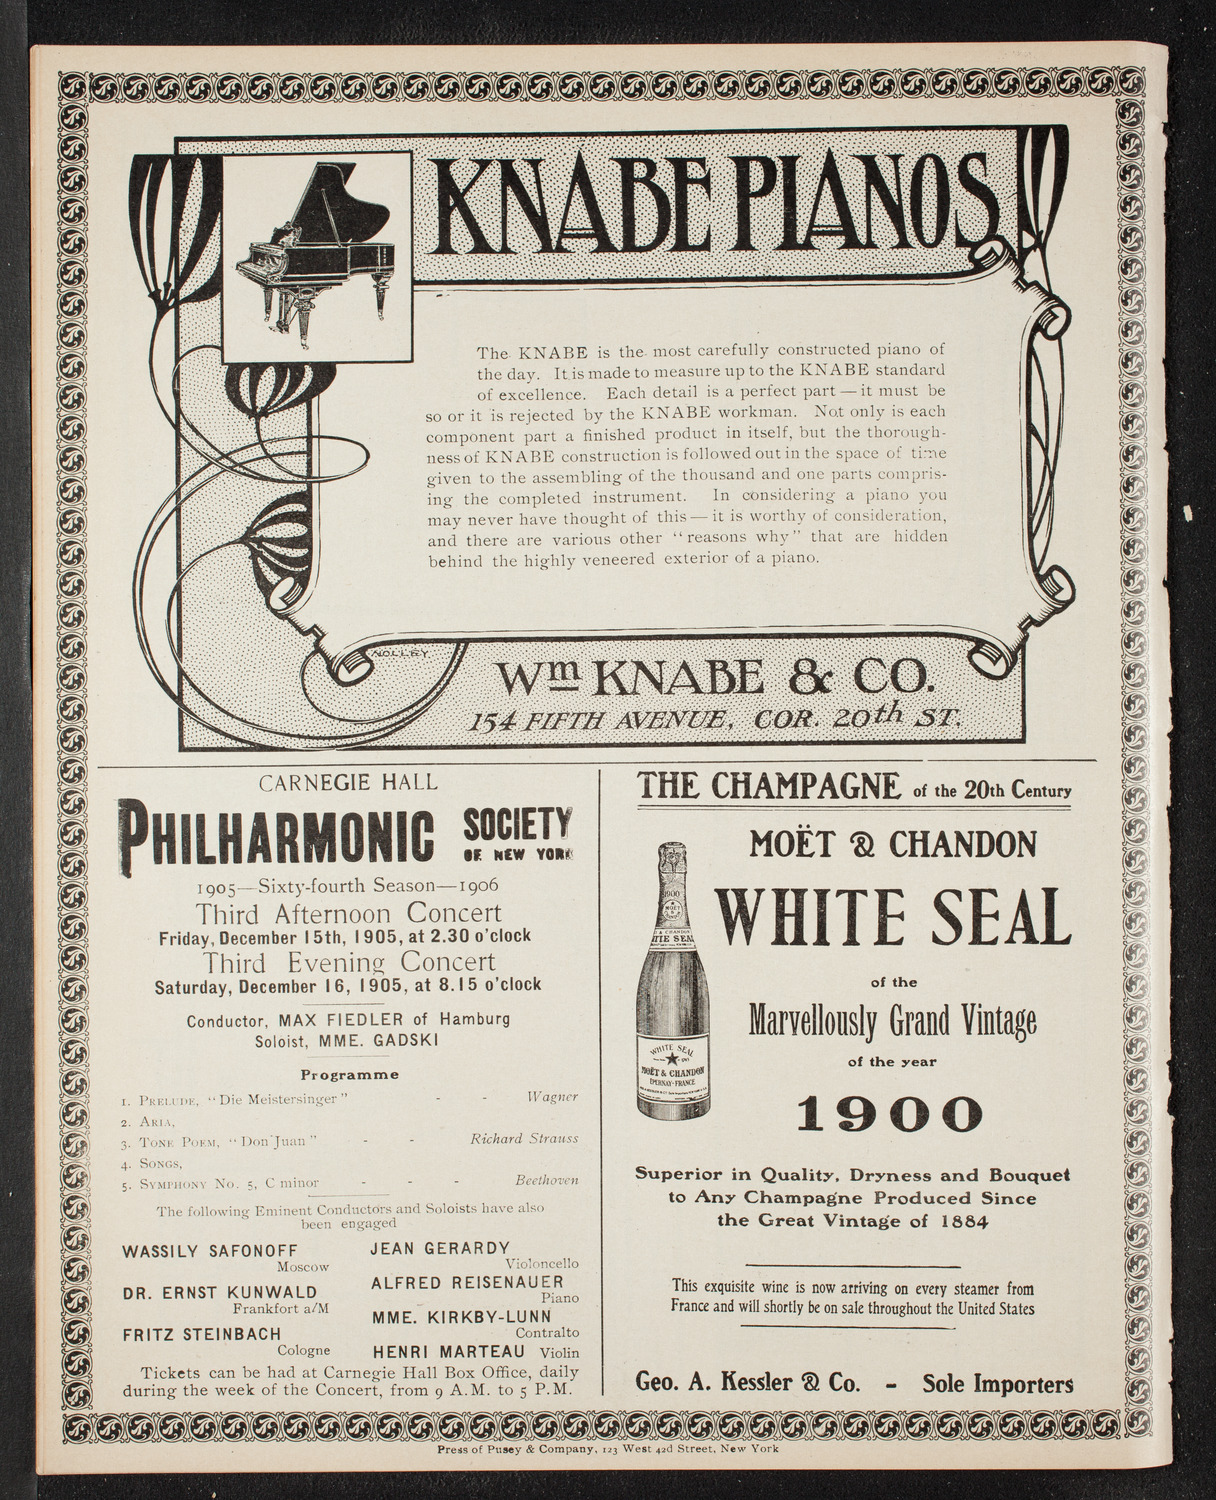 KNABE PIANOS
The KNABE is the most carefully constructed piano of
the day. It is made to measure up to the KNABE standard
of excellence. Each detail is a perfect part — it must be
so or it is rejected by the KNABE workman. Not only is each
component part a finished product in itself, but the thorough-
ness of KNABE construction is followed out in the space of time
given to the assembling of the thousand and one parts compris-
ing the completed instrument. In considering a piano you
may never have thought of this — it is worthy of consideration,
and there are various other “reasons why” that are hidden
behind the highly veneered exterior of a piano.
NOLLEY
Wm KNABE & CO.
154 FIFTH AVENUE, COR. 20th ST.
CARNEGIE HALL
PHILHARMONIC SOCIETY
OF NEW YORK
1905—Sixty-fourth Season—1906
Third Afternoon Concert
Friday, December 15th, 1905, at 2.30 o'clock
Third Evening Concert
Saturday, December 16, 1905, at 8.15 o'clock
Conductor, MAX FIEDLER of Hamburg
Soloist, MME. GADSKI
Programme
1. PRELUDE, “Die Meistersinger” - - Wagner
2. ARIA,
3. TONE POEM, “Don Juan” - - Richard Strauss
4. SONGS,
5. SYMPHONY No. 5, C minor - - - Beethoven
The following Eminent Conductors and Soloists have also
been engaged
WASSILY SAFONOFF
Moscow
DR. ERNST KUNWALD
Frankfort a/M
FRITZ STEINBACH
Cologne
JEAN GERARDY
Violoncello
ALFRED REISENAUER
Piano
MME. KIRKBY-LUNN
Contralto
HENRI MARTEAU Violin
Tickets can be had at Carnegie Hall Box Office, daily
during the week of the Concert, from 9 A.M. to 5 P.M.
THE CHAMPAGNE of the 20th Century
MOËT & CHANDON
WHITE SEAL
of the
Marvellously Grand Vintage
of the year
1900
1900
MOËT
WHITE SEAL
MOËT & CHANDON
EPERNAY-FRANCE
Superior in Quality, Dryness and Bouquet
to Any Champagne Produced Since
the Great Vintage of 1884
This exquisite wine is now arriving on every steamer from
France and will shortly be on sale throughout the United States
Geo. A. Kessler & Co. - Sole Importers
Press of Pusey & Company, 123 West 42d Street, New York